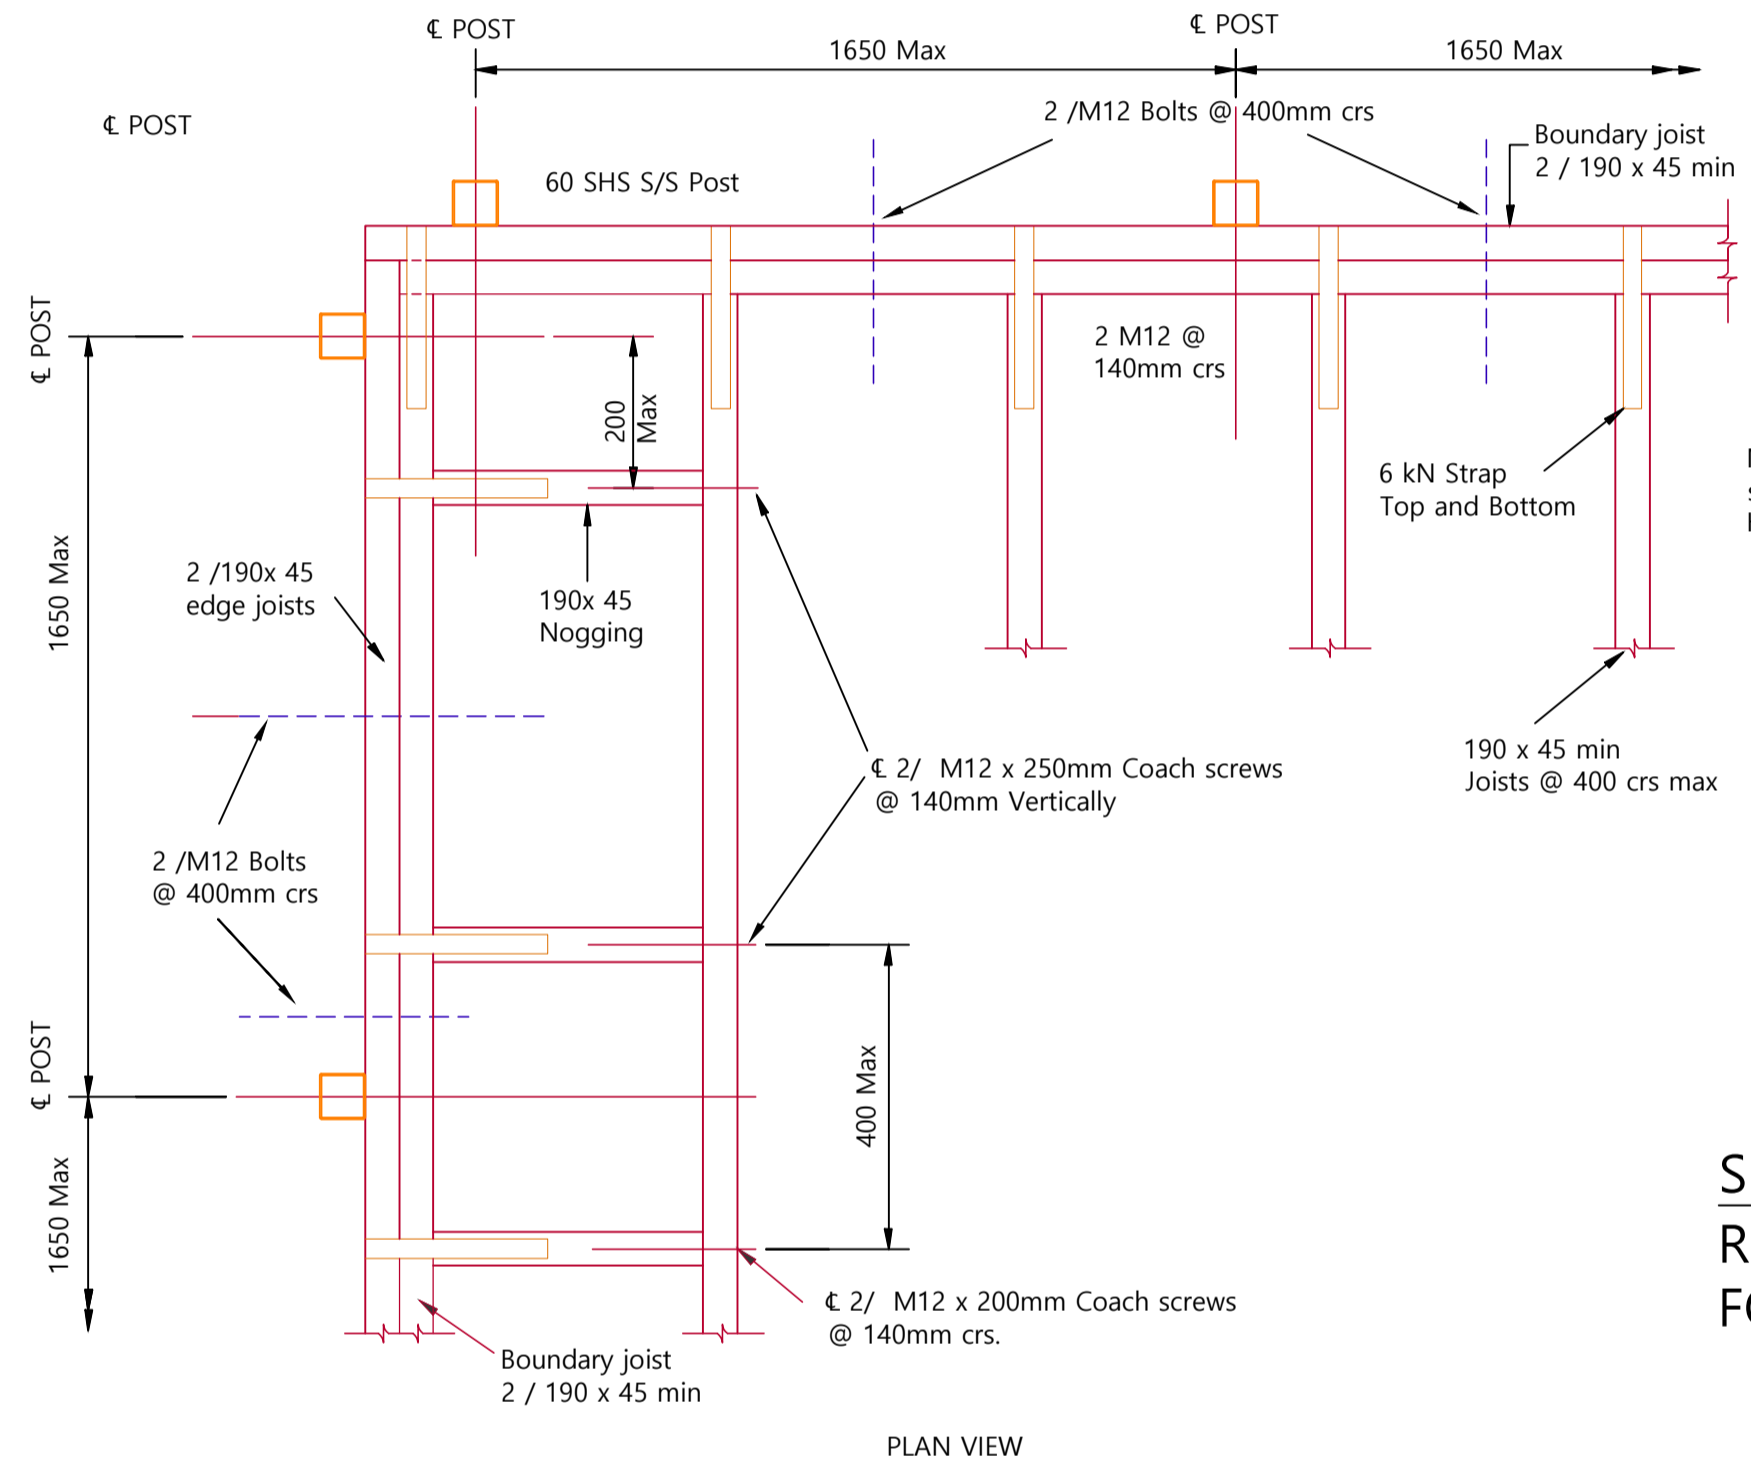 ℄ POST
℄ POST
1650 Max
1650 Max
2 /M12 Bolts @ 400mm crs
℄ POST
Boundary joist
2 / 190 x 45 min
60 SHS S/S Post
℄ POST
2 M12 @
140mm crs
200
Max
6 kN Strap
Top and Bottom
1650 Max
2 /190x 45
edge joists
190x 45
Nogging
190 x 45 min
Joists @ 400 crs max
℄ 2/ M12 x 250mm Coach screws
@ 140mm Vertically
2 /M12 Bolts
@ 400mm crs
℄ POST
400 Max
1650 Max
S
R
FO
℄ 2/ M12 x 200mm Coach screws
@ 140mm crs.
Boundary joist
2 / 190 x 45 min
PLAN VIEW